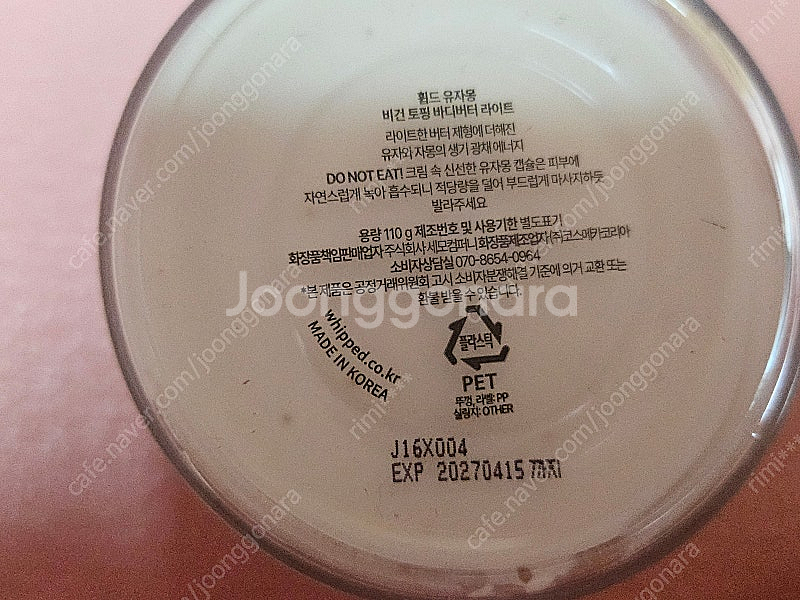 휩드 유자몽
비건 토핑 바디버터 라이트
라이트한 버터 제형에 더해진
유자와 자몽의 생기 광채 에너지
DO NOT EAT! 크림 속 신선한 유자몽 캡슐은 피부에
자연스럽게 녹아 흡수되니 적당량을 덜어 부드럽게 마사지하듯
발라주세요
용량 110 g 제조번호 및 사용기한 별도표기
화장품책임판매업자 주식회사 세모컴퍼니 화장품제조업자 (주)코스메카코리아
소비자상담실 070-8654-0964
*본 제품은 공정거래위원회 고시 소비자분쟁해결 기준에 의거 교환 또는
환불 받을 수 있습니다.
Joonggonara
whipped.co.kr
MADE IN KOREA
플라스틱
PET
뚜껑, 라벨: PP
실링지: OTHER
J16X004
EXP 20270415 까지
cafe.naver.com/joonggonara
rimi***